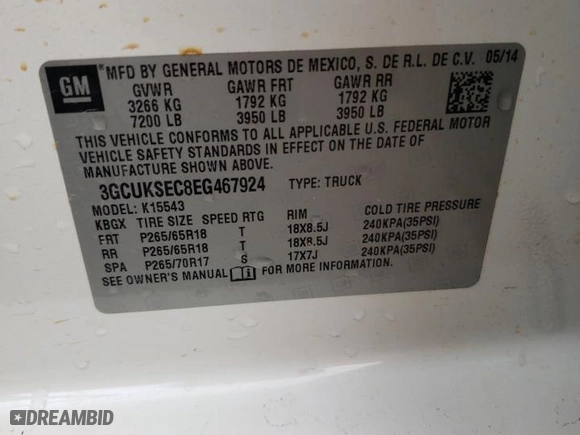 GM
*MFD BY GENERAL MOTORS DE MEXICO, S. DE R.L. DE C.V. 05/14
GVWR GAWR FRT GAWR RR
3266 KG 1792 KG 1792 KG
7200 LB 3950 LB 3950 LB
THIS VEHICLE CONFORMS TO ALL APPLICABLE U.S. FEDERAL MOTOR
VEHICLE SAFETY STANDARDS IN EFFECT ON THE DATE OF
MANUFACTURE SHOWN ABOVE.
3GCUKSEC8EG467924 TYPE: TRUCK
MODEL: K15543
KBGX TIRE SIZE SPEED RTG RIM COLD TIRE PRESSURE
FRT P265/65R18 T 18X8.5J 240KPA(35PSI)
RR P265/65R18 T 18X8.5J 240KPA(35PSI)
SPA P265/70R17 S 17X7J 240KPA(35PSI)
SEE OWNER'S MANUAL
DREAMBID
DREAMBID.COM